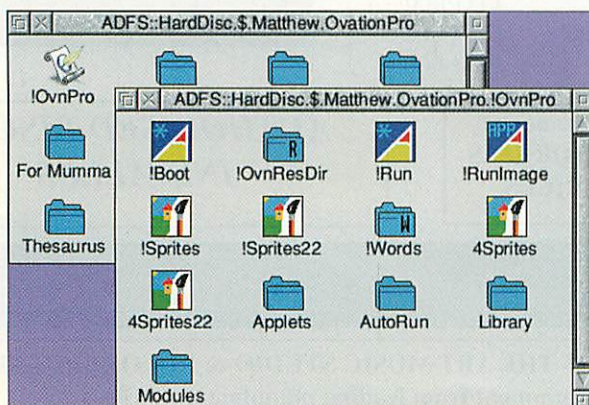 ADFS::HardDisc.$.Matthew.OvationPro
!OvnPro
ADFS::HardDisc.$.Matthew.OvationPro.!OvnPro
For Mumma
Thesaurus
R
APP
!Boot !OvnResDir !Run !RunImage
W
!Sprites !Sprites22 !Words 4Sprites
4Sprites22 Applets AutoRun Library
Modules